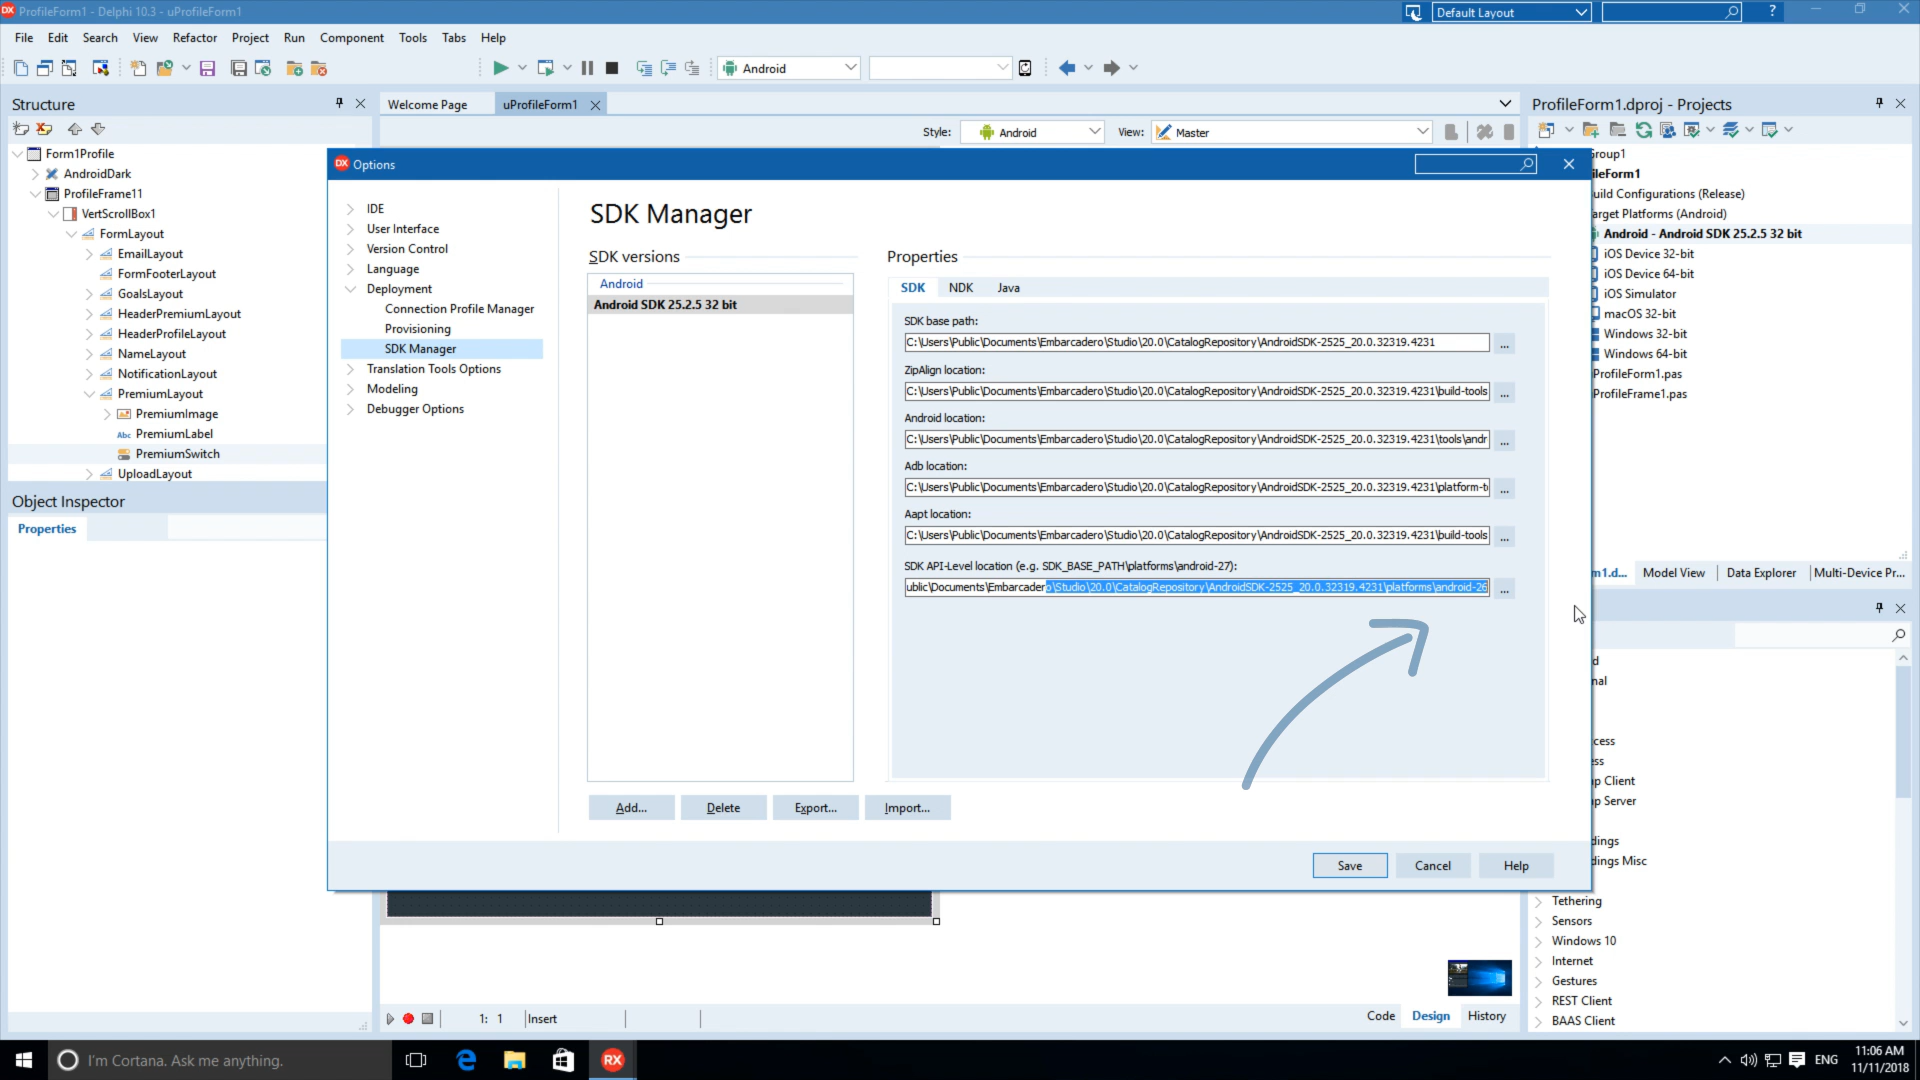 ProfileForm1 - Delphi 10.3 - uProfileForm1
Default Layout
?
File Edit Search View Refactor Project Run Component Tools Tabs Help
Android
Structure
Welcome Page
uProfileForm1
ProfileForm1.dproj - Projects
Style:
Android
View:
Master
Form1Profile
AndroidDark
ProfileFrame11
VertScrollBox1
FormLayout
EmailLayout
FormFooterLayout
GoalsLayout
HeaderPremiumLayout
HeaderProfileLayout
NameLayout
NotificationLayout
PremiumLayout
PremiumImage
Abc PremiumLabel
PremiumSwitch
UploadLayout
Object Inspector
Properties
Options
IDE
User Interface
Version Control
Language
Deployment
Connection Profile Manager
Provisioning
SDK Manager
Translation Tools Options
Modeling
Debugger Options
SDK Manager
SDK versions
Android
Android SDK 25.2.5 32 bit
Properties
SDK NDK Java
SDK base path:
C:\Users\Public\Documents\Embarcadero\Studio\20.0\CatalogRepository\AndroidSDK-2525_20.0.32319.4231
...
ZipAlign location:
C:\Users\Public\Documents\Embarcadero\Studio\20.0\CatalogRepository\AndroidSDK-2525_20.0.32319.4231\build-tools
...
Android location:
C:\Users\Public\Documents\Embarcadero\Studio\20.0\CatalogRepository\AndroidSDK-2525_20.0.32319.4231\tools\andr
...
Adb location:
C:\Users\Public\Documents\Embarcadero\Studio\20.0\CatalogRepository\AndroidSDK-2525_20.0.32319.4231\platform-t
...
Aapt location:
C:\Users\Public\Documents\Embarcadero\Studio\20.0\CatalogRepository\AndroidSDK-2525_20.0.32319.4231\build-tools
...
SDK API-Level location (e.g. SDK_BASE_PATH\platforms\android-27):
ublic\Documents\Embarcadero\Studio\20.0\CatalogRepository\AndroidSDK-2525_20.0.32319.4231\platforms\android-26
...
Add... Delete Export... Import...
Save Cancel Help
roup1
ileForm1
uild Configurations (Release)
arget Platforms (Android)
Android - Android SDK 25.2.5 32 bit
iOS Device 32-bit
iOS Device 64-bit
iOS Simulator
macOS 32-bit
Windows 32-bit
Windows 64-bit
ProfileForm1.pas
ProfileFrame1.pas
m1.d... Model View Data Explorer Multi-Device Pr...
d
nal
cess
ess
p Client
p Server
dings
dings Misc
Tethering
Sensors
Windows 10
Internet
Gestures
REST Client
BAAS Client
1: 1 Insert
Code Design History
I'm Cortana. Ask me anything.
RX
ENG
11:06 AM
11/11/2018